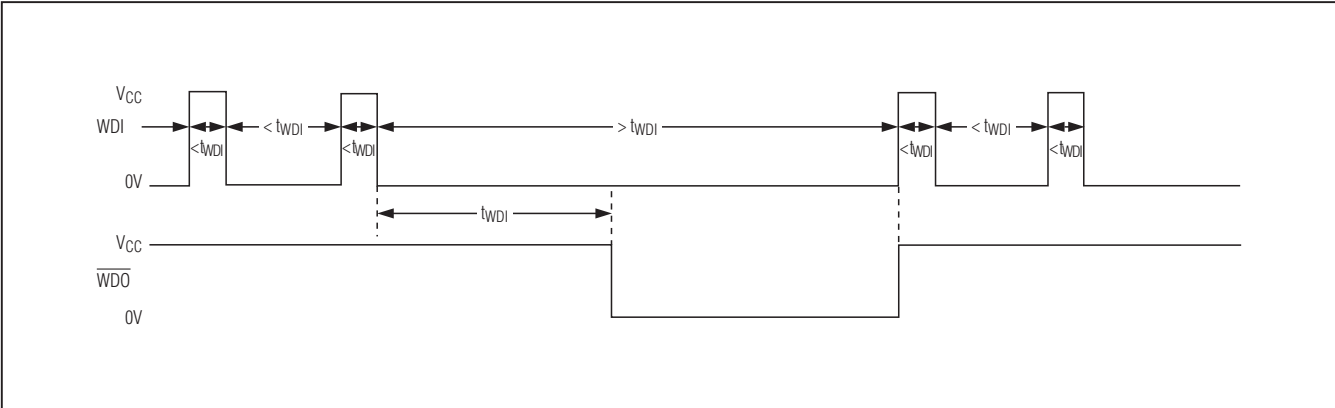 VCC
WDI
< tWDI
> tWDI
< tWDI
<tWDI
<tWDI
<tWDI
<tWDI
0V
tWDI
VCC
WDO
0V